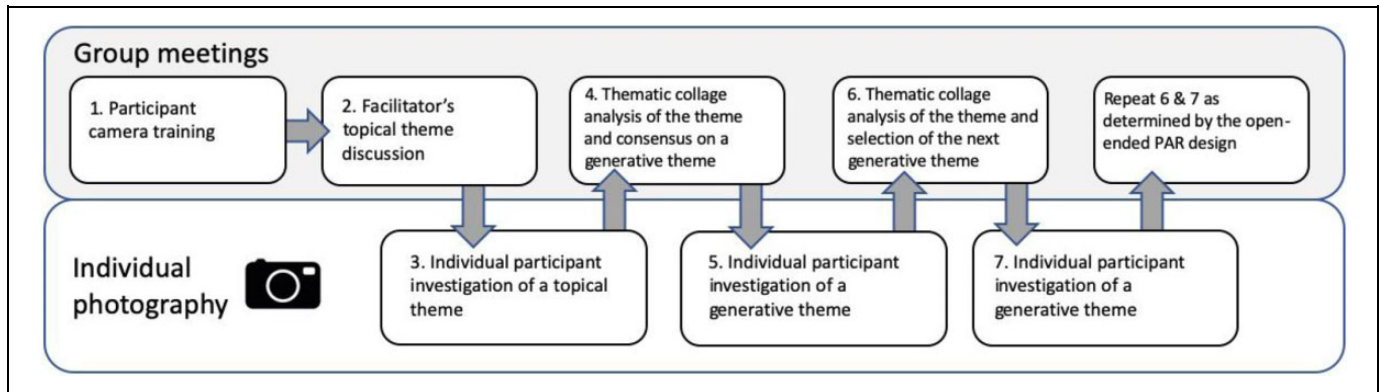 Group meetings
1. Participant
camera training
2. Facilitator's
topical theme
discussion
4. Thematic collage
analysis of the theme
and consensus on a
generative theme
6. Thematic collage
analysis of the theme and
selection of the next
generative theme
Repeat 6 & 7 as
determined by the open-
ended PAR design
Individual
photography
3. Individual participant
investigation of a topical
theme
5. Individual participant
investigation of a
generative theme
7. Individual participant
investigation of a
generative theme